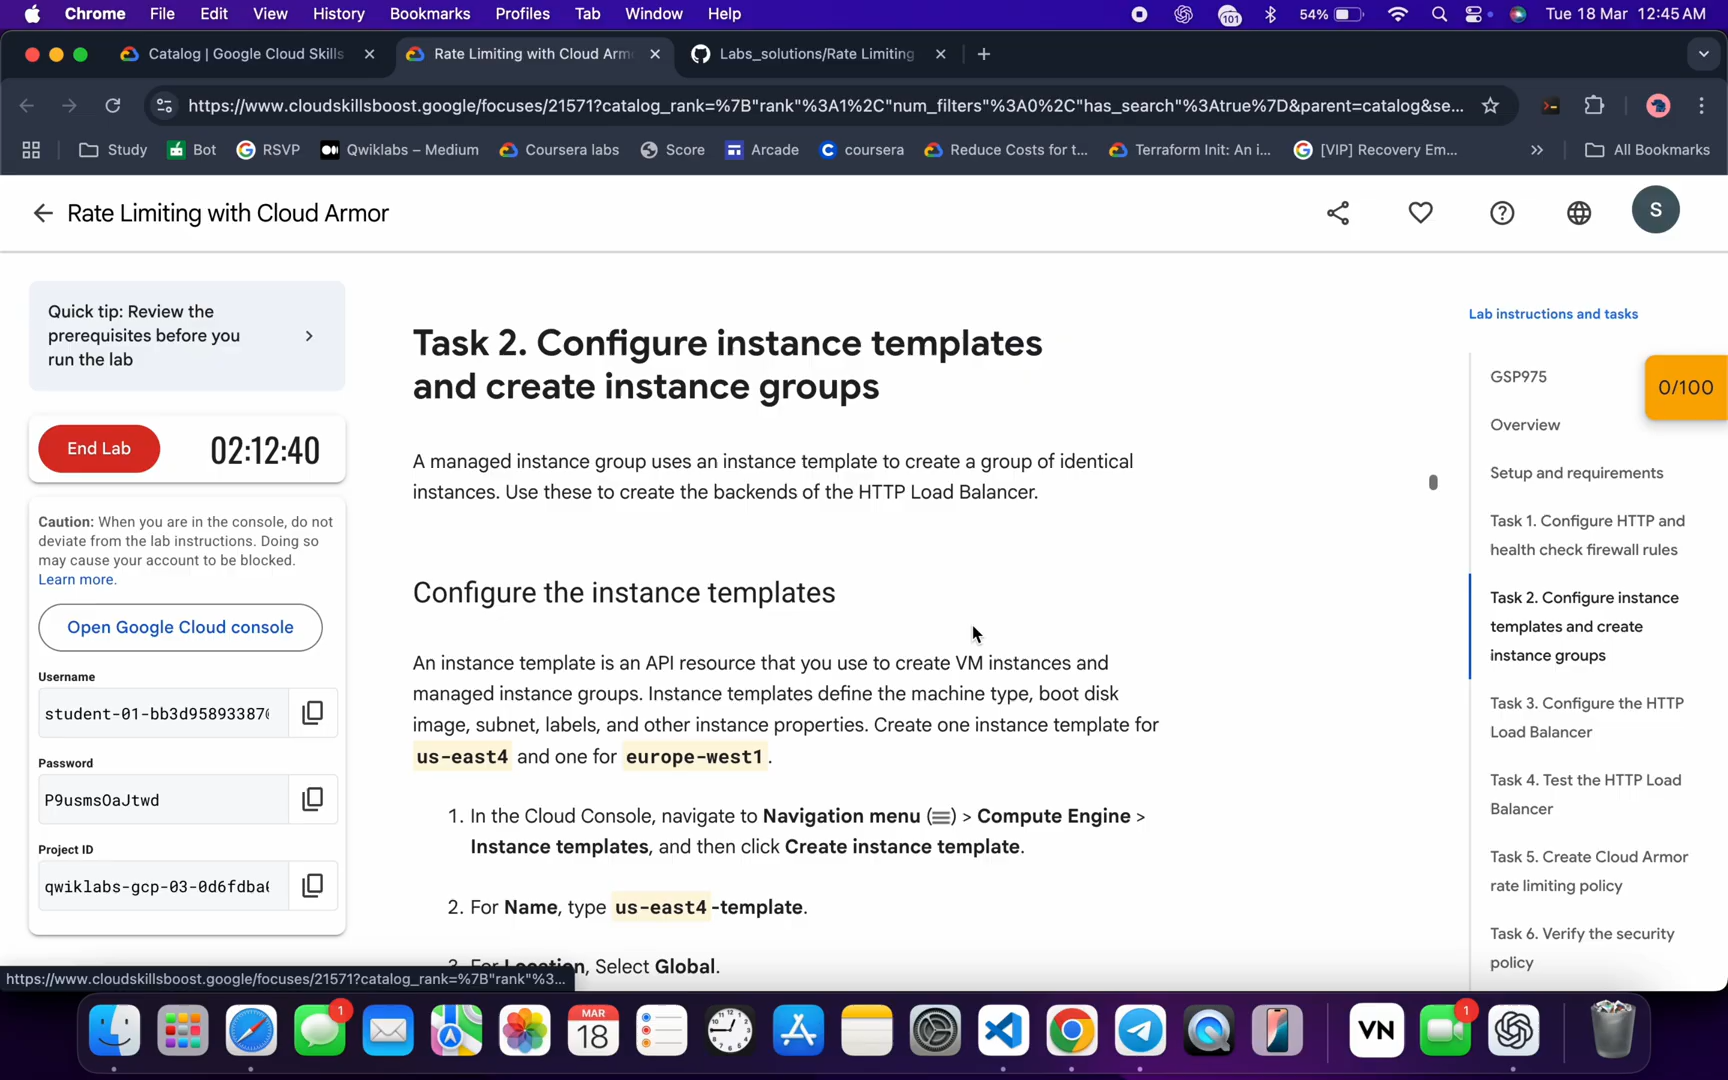 Chrome File Edit View History Bookmarks Profiles Tab Window Help 101 54% Tue 18 Mar 12:45 AM
Catalog | Google Cloud Skills Rate Limiting with Cloud Arm Labs_solutions/Rate Limiting
https://www.cloudskillsboost.google/focuses/21571?catalog_rank=%7B"rank"%3A1%2C"num_filters"%3A0%2C"has_search"%3Atrue%7D&parent=catalog&se...
Study Bot RSVP Qwiklabs – Medium Coursera labs Score Arcade coursera Reduce Costs for t... Terraform Init: An i... [VIP] Recovery Em... » All Bookmarks
Rate Limiting with Cloud Armor
S
Quick tip: Review the
prerequisites before you
run the lab
End Lab 02:12:40
Caution: When you are in the console, do not
deviate from the lab instructions. Doing so
may cause your account to be blocked.
Learn more.
Open Google Cloud console
Username
student-01-bb3d95893387
Password
P9usmsOaJtwd
Project ID
qwiklabs-gcp-03-0d6fdba
Task 2. Configure instance templates
and create instance groups
A managed instance group uses an instance template to create a group of identical
instances. Use these to create the backends of the HTTP Load Balancer.
Configure the instance templates
An instance template is an API resource that you use to create VM instances and
managed instance groups. Instance templates define the machine type, boot disk
image, subnet, labels, and other instance properties. Create one instance template for
us-east4 and one for europe-west1.
1. In the Cloud Console, navigate to Navigation menu (≡) > Compute Engine >
Instance templates, and then click Create instance template.
2. For Name, type us-east4-template.
3. For Location, Select Global.
Lab instructions and tasks
GSP975
0/100
Overview
Setup and requirements
Task 1. Configure HTTP and
health check firewall rules
Task 2. Configure instance
templates and create
instance groups
Task 3. Configure the HTTP
Load Balancer
Task 4. Test the HTTP Load
Balancer
Task 5. Create Cloud Armor
rate limiting policy
Task 6. Verify the security
policy
https://www.cloudskillsboost.google/focuses/21571?catalog_rank=%7B"rank"%3...
1
MAR
18
VN
1